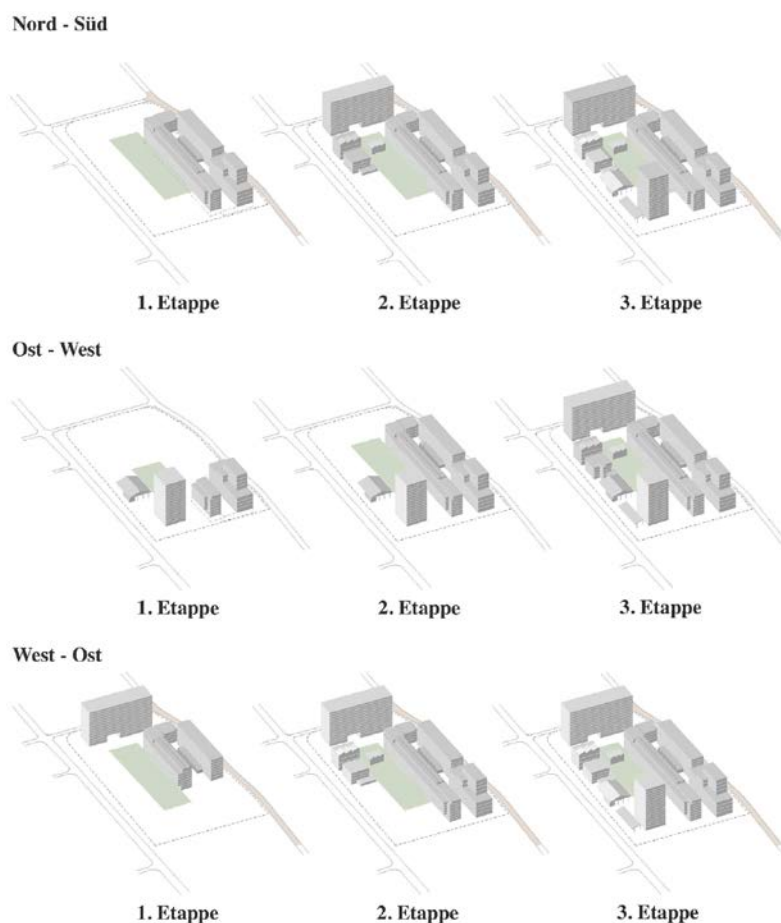 Nord - Süd
1. Etappe 2. Etappe 3. Etappe
Ost - West
1. Etappe 2. Etappe 3. Etappe
West - Ost
1. Etappe 2. Etappe 3. Etappe